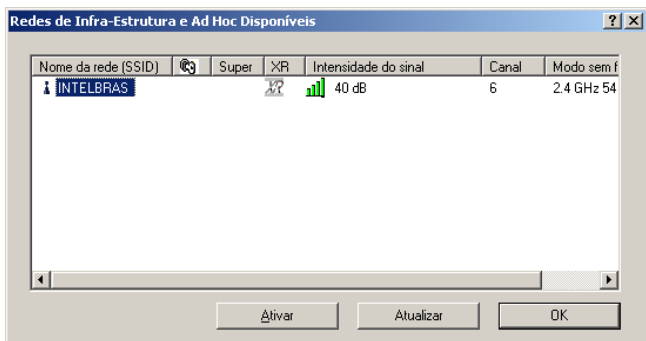 Redes de Infra-Estrutura e Ad Hoc Disponíveis
Nome da rede (SSID) Super XR Intensidade do sinal Canal Modo sem f
INTELBRAS XR 40 dB 6 2.4 GHz 54
Ativar Atualizar OK